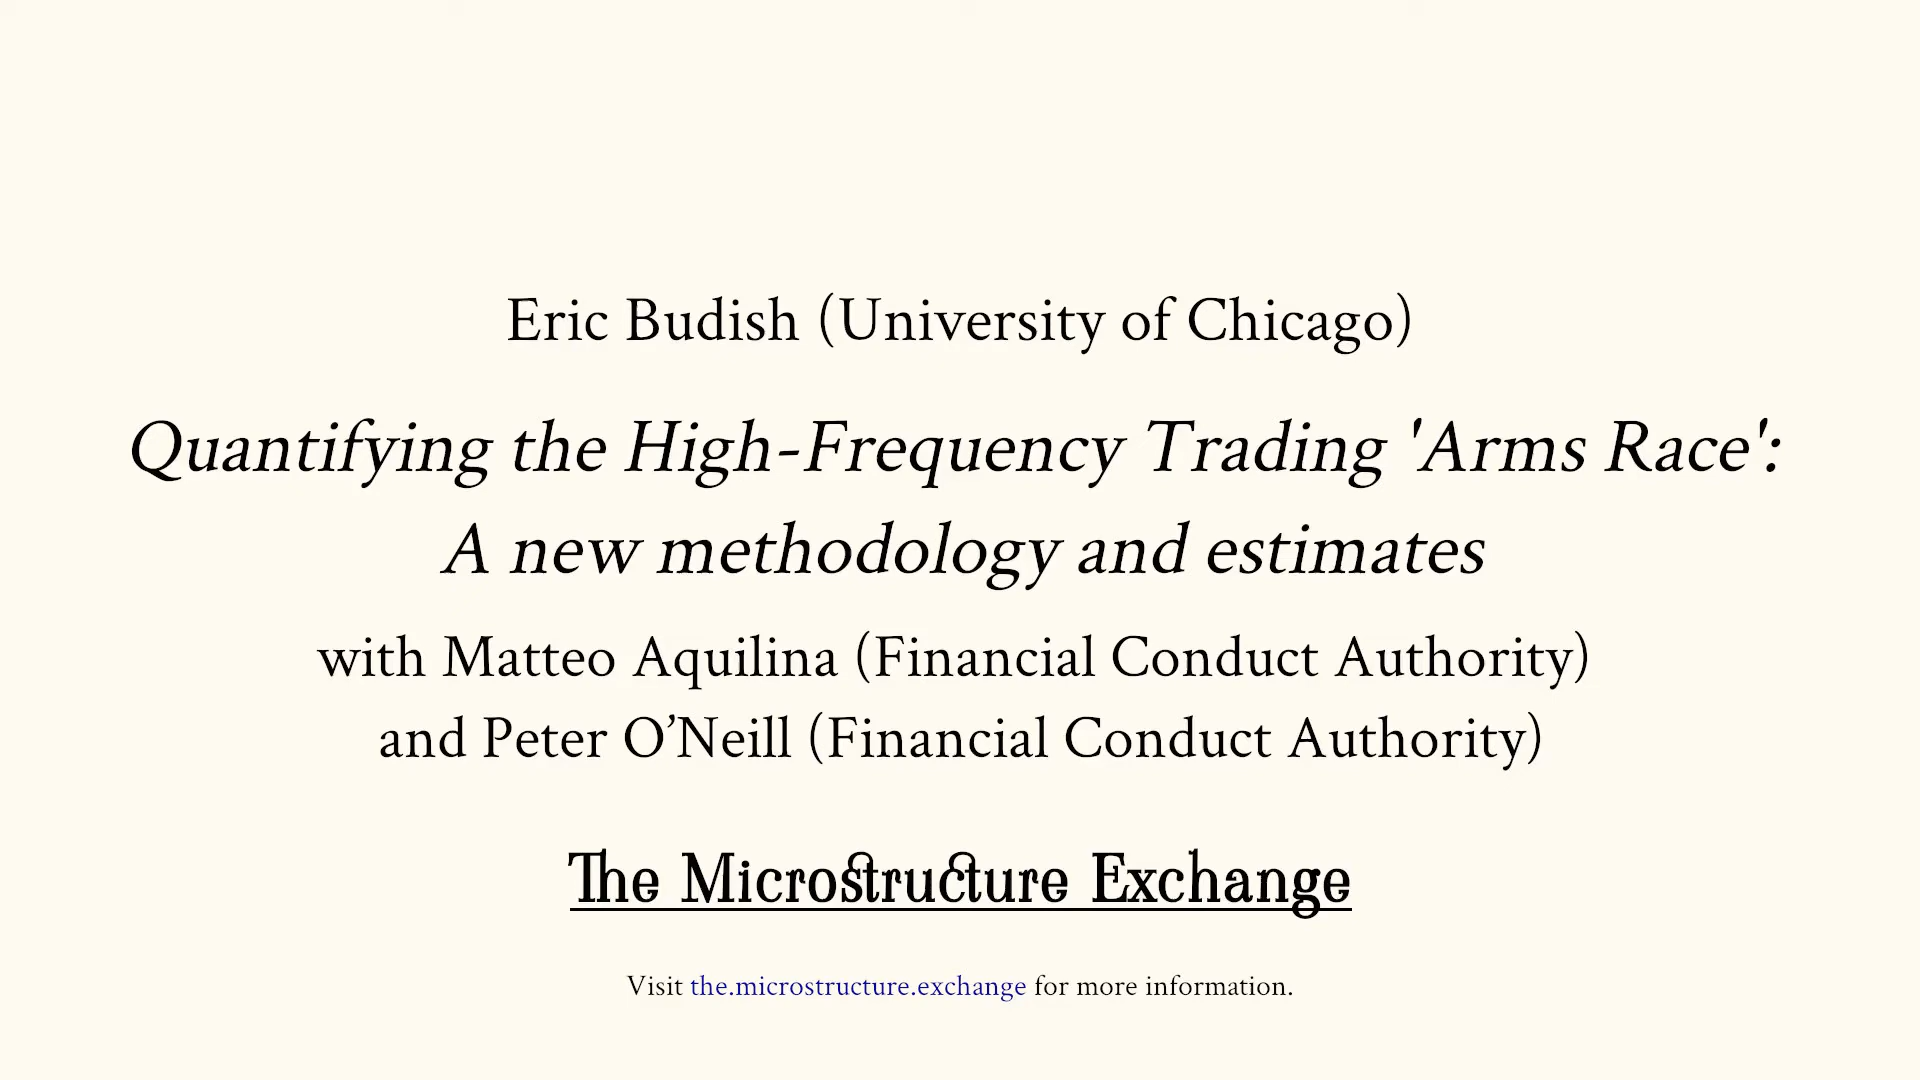 Eric Budish (University of Chicago)
Quantifying the High-Frequency Trading 'Arms Race':
A new methodology and estimates
with Matteo Aquilina (Financial Conduct Authority)
and Peter O’Neill (Financial Conduct Authority)
The Microstructure Exchange
Visit the.microstructure.exchange for more information.